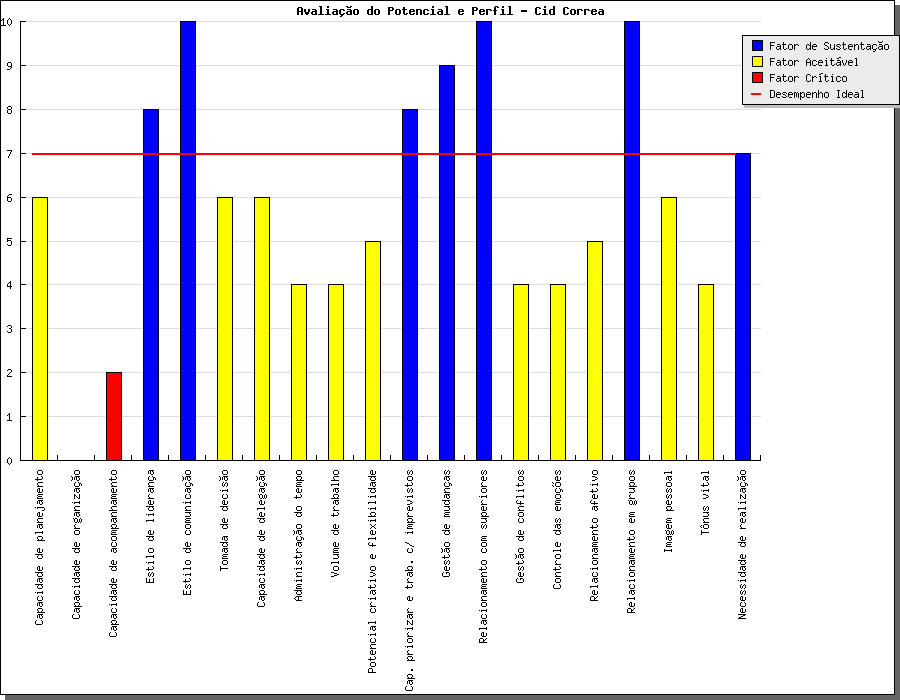 Avaliação do Potencial e Perfil - Cid Correa
Fator de Sustentação
Fator Aceitável
Fator Crítico
Desempenho Ideal
10
9
8
7
6
5
4
3
2
1
0
Capacidade de planejamento
Capacidade de organização
Capacidade de acompanhamento
Estilo de liderança
Estilo de comunicação
Tomada de decisão
Capacidade de delegação
Administração do tempo
Volume de trabalho
Potencial criativo e flexibilidade
Cap. priorizar e trab. c/ imprevistos
Gestão de mudanças
Relacionamento com superiores
Gestão de conflitos
Controle das emoções
Relacionamento afetivo
Relacionamento em grupos
Imagem pessoal
Tônus vital
Necessidade de realização